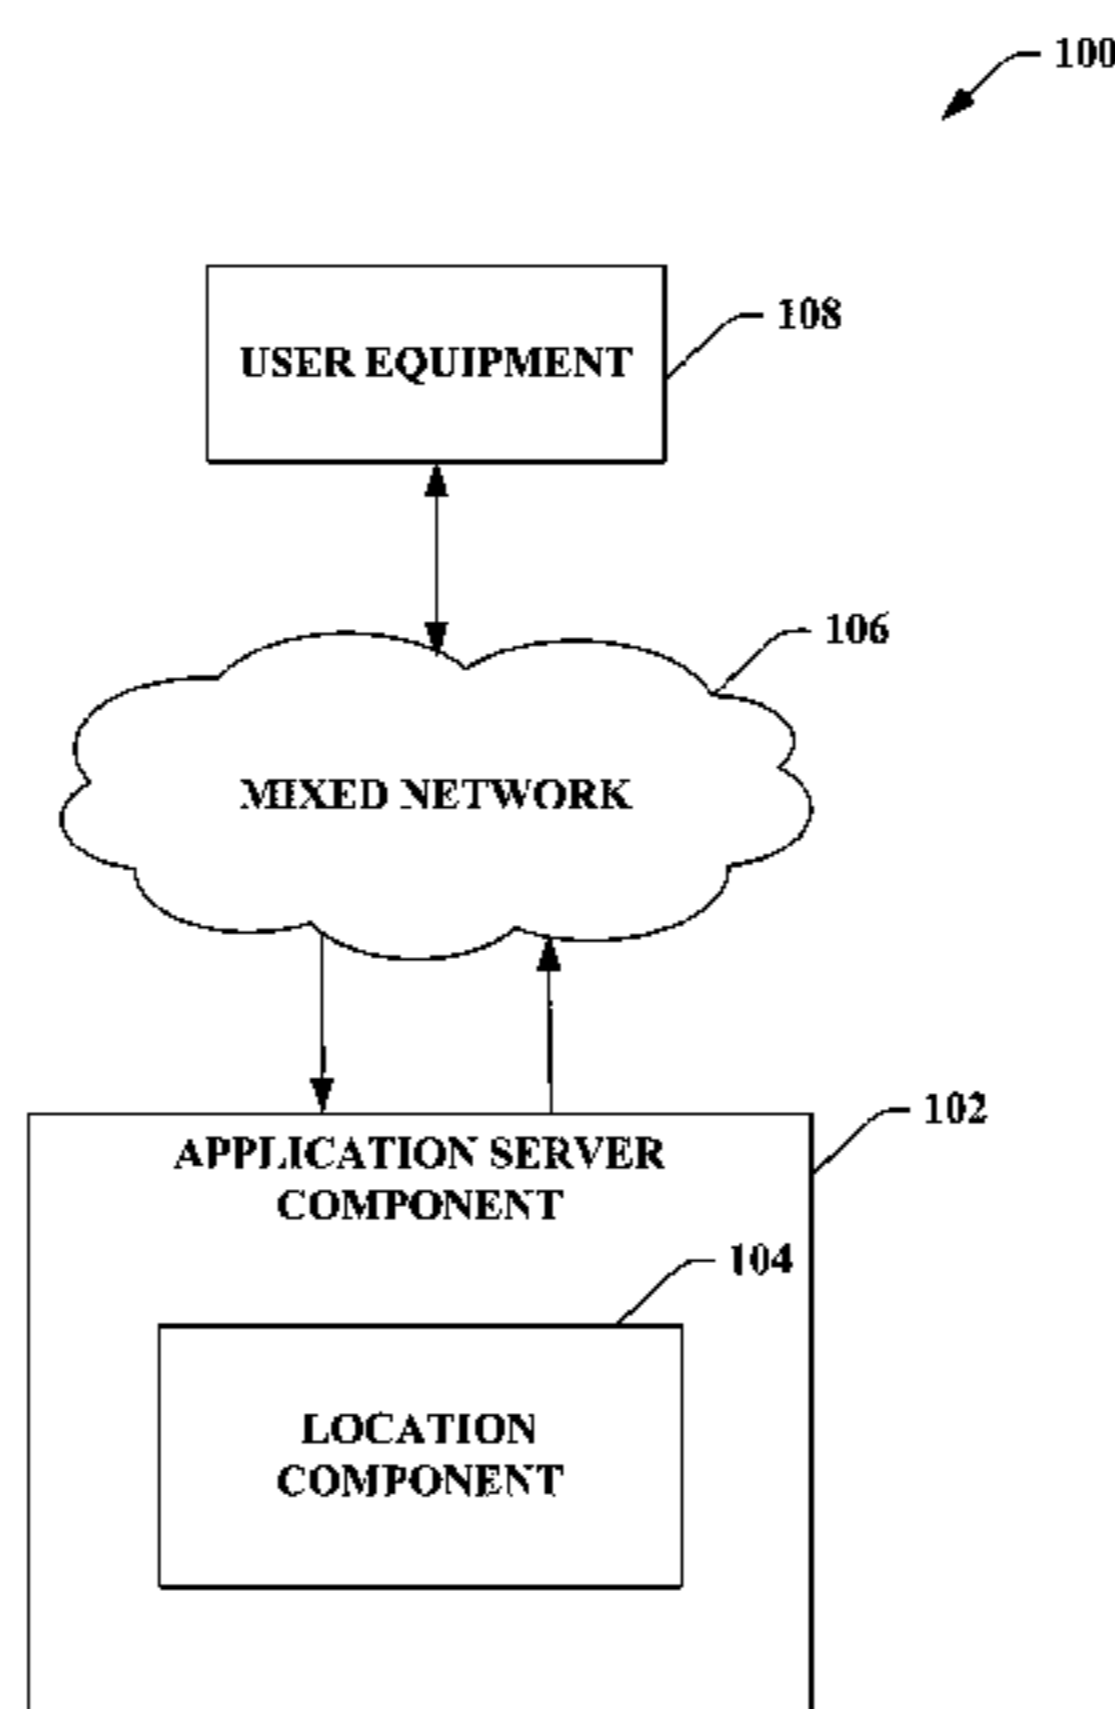 100
108
USER EQUIPMENT
106
MIXED NETWORK
102
APPLICATION SERVER
COMPONENT
104
LOCATION
COMPONENT